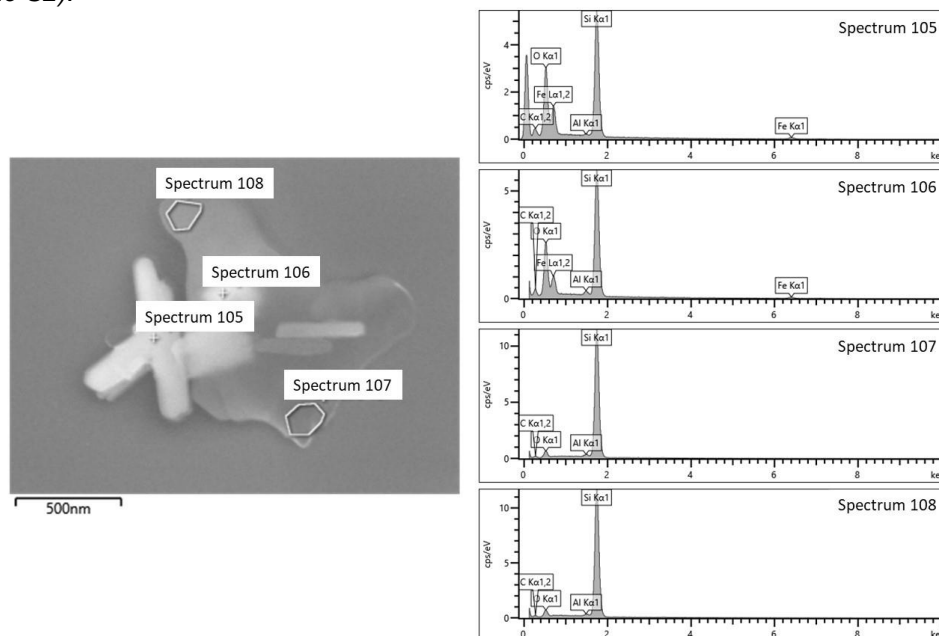 Spectrum 108
Spectrum 106
Spectrum 105
Spectrum 107
500nm
Spectrum 105
Si Kα1
O Kα1
Fe Lα1,2
C Kα1,2
Al Kα1
Fe Kα1
cps/eV
4
2
0
0 2 4 6 8 ke
Spectrum 106
Si Kα1
C Kα1,2
O Kα1
Fe Lα1,2
Al Kα1
Fe Kα1
cps/eV
5
0
0 2 4 6 8 ke
Spectrum 107
Si Kα1
C Kα1,2
O Kα1
Al Kα1
cps/eV
10
5
0
0 2 4 6 8 ke
Spectrum 108
Si Kα1
C Kα1,2
O Kα1
Al Kα1
cps/eV
10
5
0
0 2 4 6 8 ke